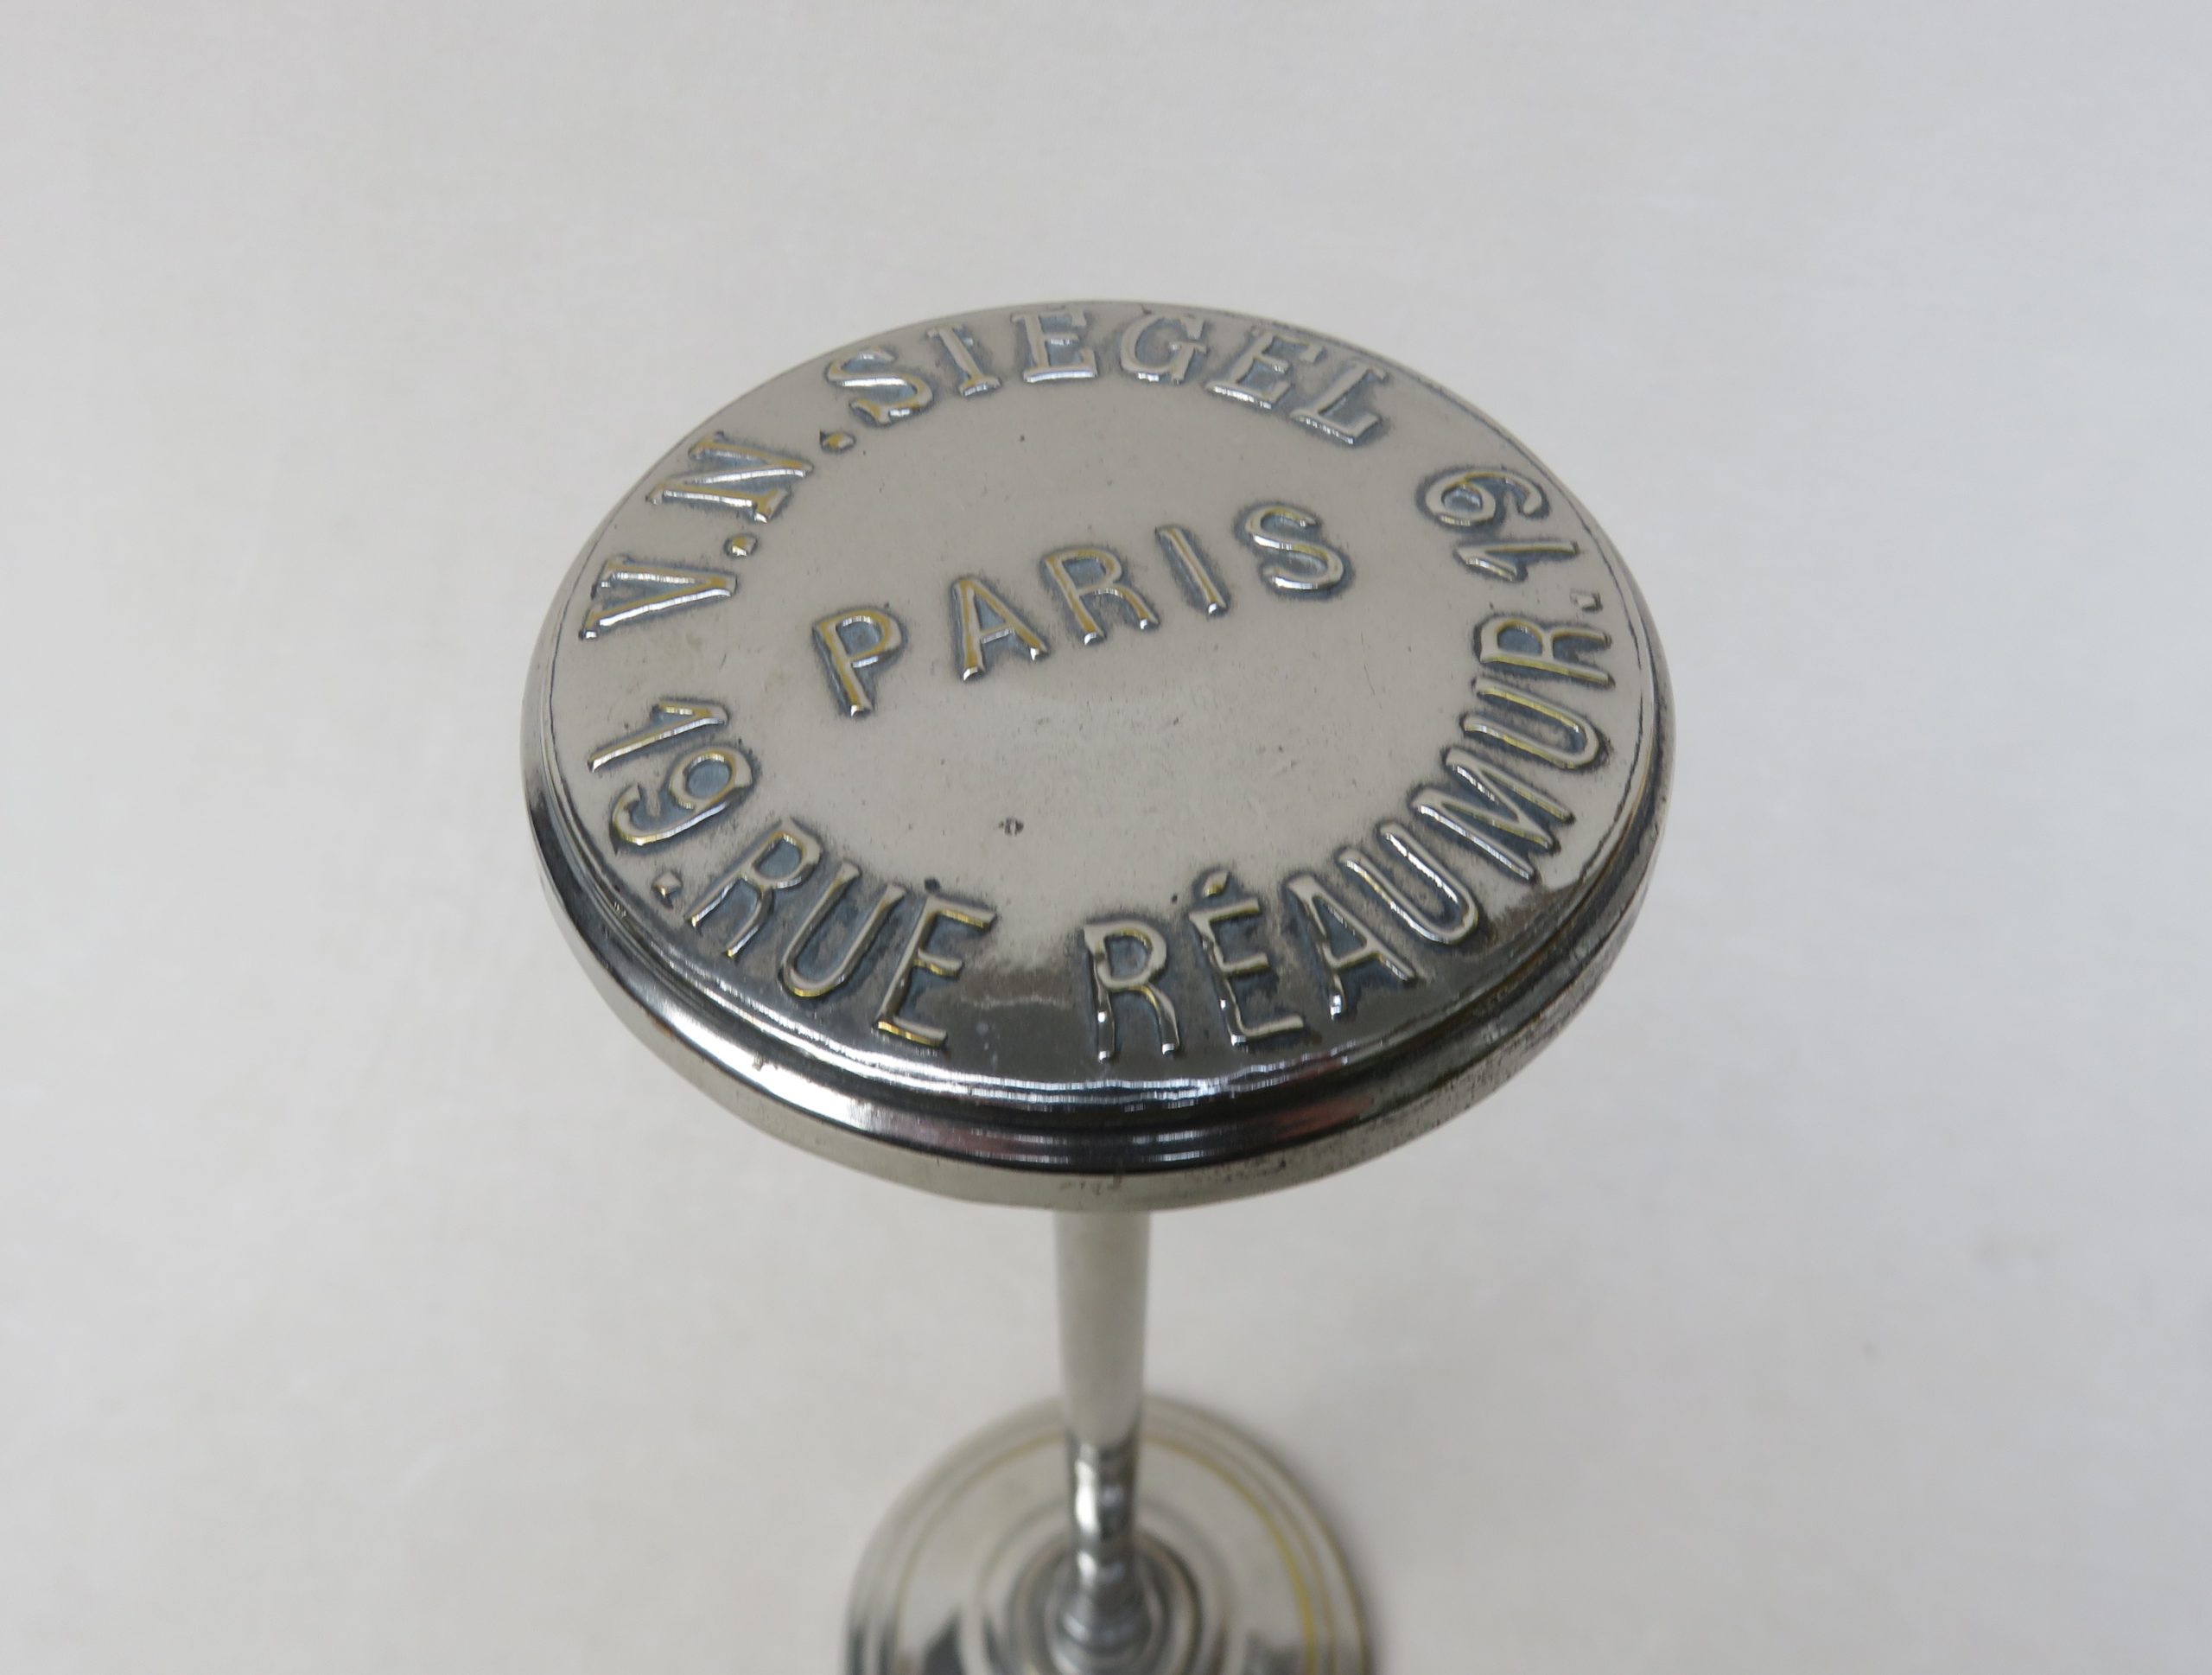 V.N.SIEGEL
PARIS
19.RUE RÉAUMUR.19